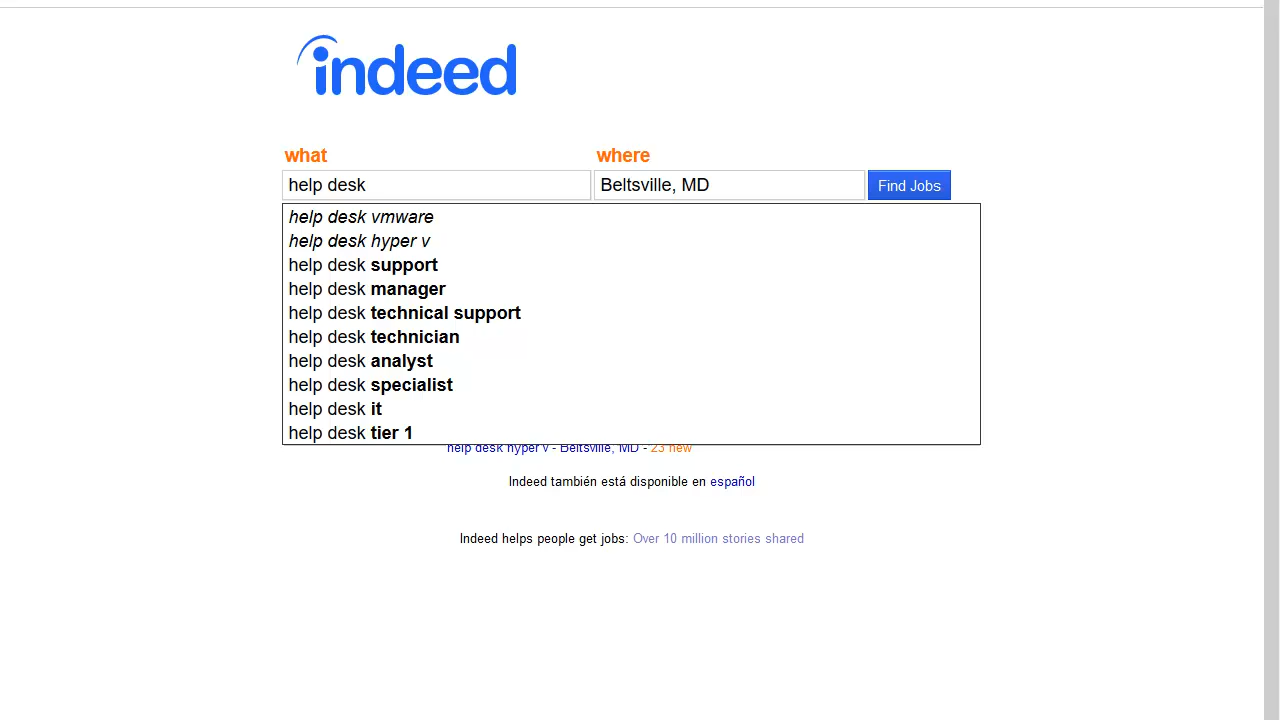 indeed
what where
help desk Beltsville, MD Find Jobs
help desk vmware
help desk hyper v
help desk support
help desk manager
help desk technical support
help desk technician
help desk analyst
help desk specialist
help desk it
help desk tier 1
help desk hyper v - Beltsville, MD - 23 new
Indeed también está disponible en español
Indeed helps people get jobs: Over 10 million stories shared